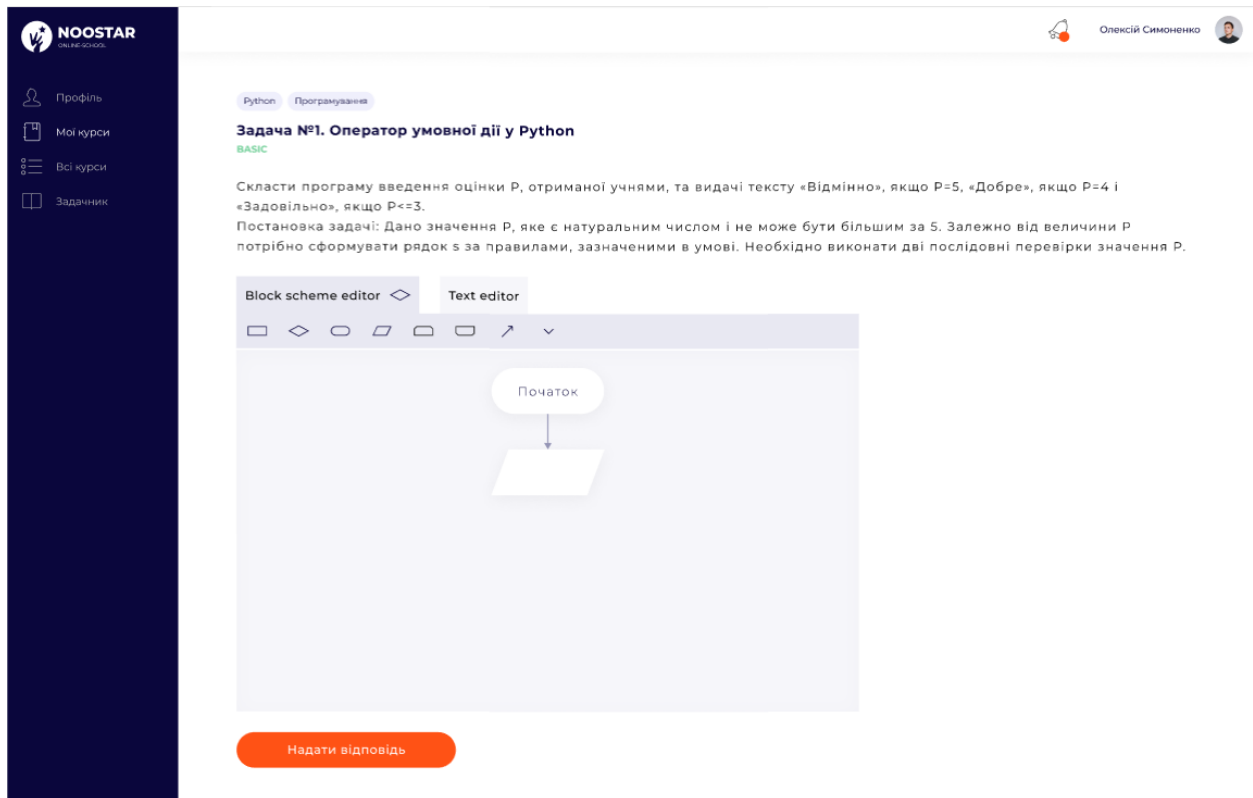 NOOSTAR
ONLINE-SCHOOL
Олексій Симоненко
Профіль
Мої курси
Всі курси
Задачник
Python Програмування
Задача №1. Оператор умовної дії у Python
BASIC
Скласти програму введення оцінки P, отриманої учнями, та видачі тексту «Відмінно», якщо P=5, «Добре», якщо P=4 і
«Задовільно», якщо P<=3.
Постановка задачі: Дано значення P, яке є натуральним числом і не може бути більшим за 5. Залежно від величини P
потрібно сформувати рядок s за правилами, зазначеними в умові. Необхідно виконати дві послідовні перевірки значення P.
Block scheme editor Text editor
Початок
Надати відповідь